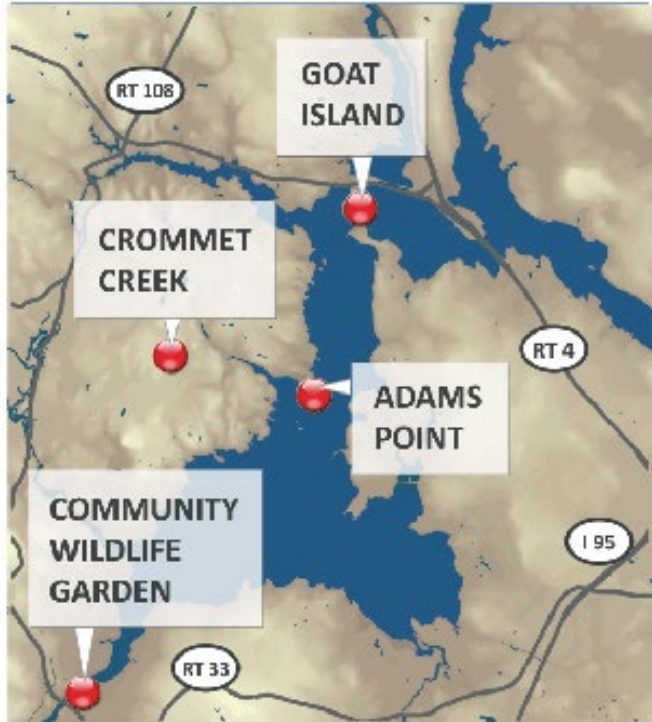 GOAT
ISLAND
RT 108
CROMMET
CREEK
RT 4
ADAMS
POINT
COMMUNITY
WILDLIFE
GARDEN
I 95
RT 33